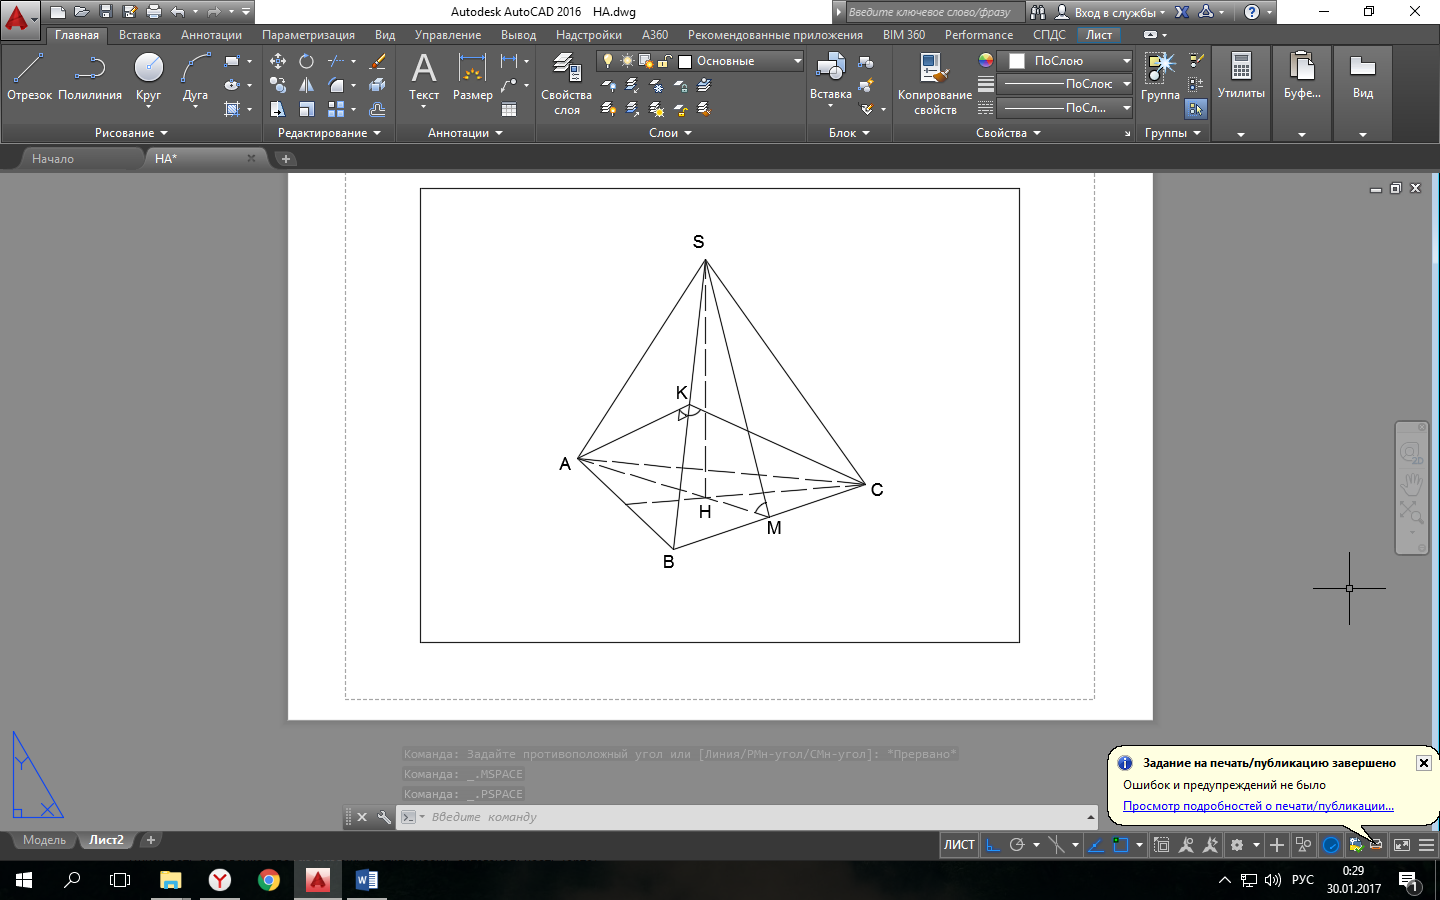 Autodesk AutoCAD 2016 НА.dwg
Введите ключевое слово/фразу
Вход в службы
Главная Вставка Аннотации Параметризация Вид Управление Вывод Надстройки A360 Рекомендованные приложения BIM 360 Performance СПДС Лист
Отрезок Полилиния Круг Дуга
Рисование
Редактирование
Текст Размер
Аннотации
Свойства слоя
Основные
Слои
Вставка
Блок
Копирование свойств
ПоСлою
ПоСлою
ПоСл...
Свойства
Группа
Группы
Утилиты
Буфе...
Вид
Начало НА*
S
K
A
C
H
M
B
2D
Y
X
Команда: Задайте противоположный угол или [Линия/РМн-угол/СМн-угол]: *Прервано*
Команда: _.MSPACE
Команда: _.PSPACE
Введите команду
Задание на печать/публикацию завершено
Ошибок и предупреждений не было
Просмотр подробностей о печати/публикации...
Модель Лист2
ЛИСТ
РУС
0:29
30.01.2017
1